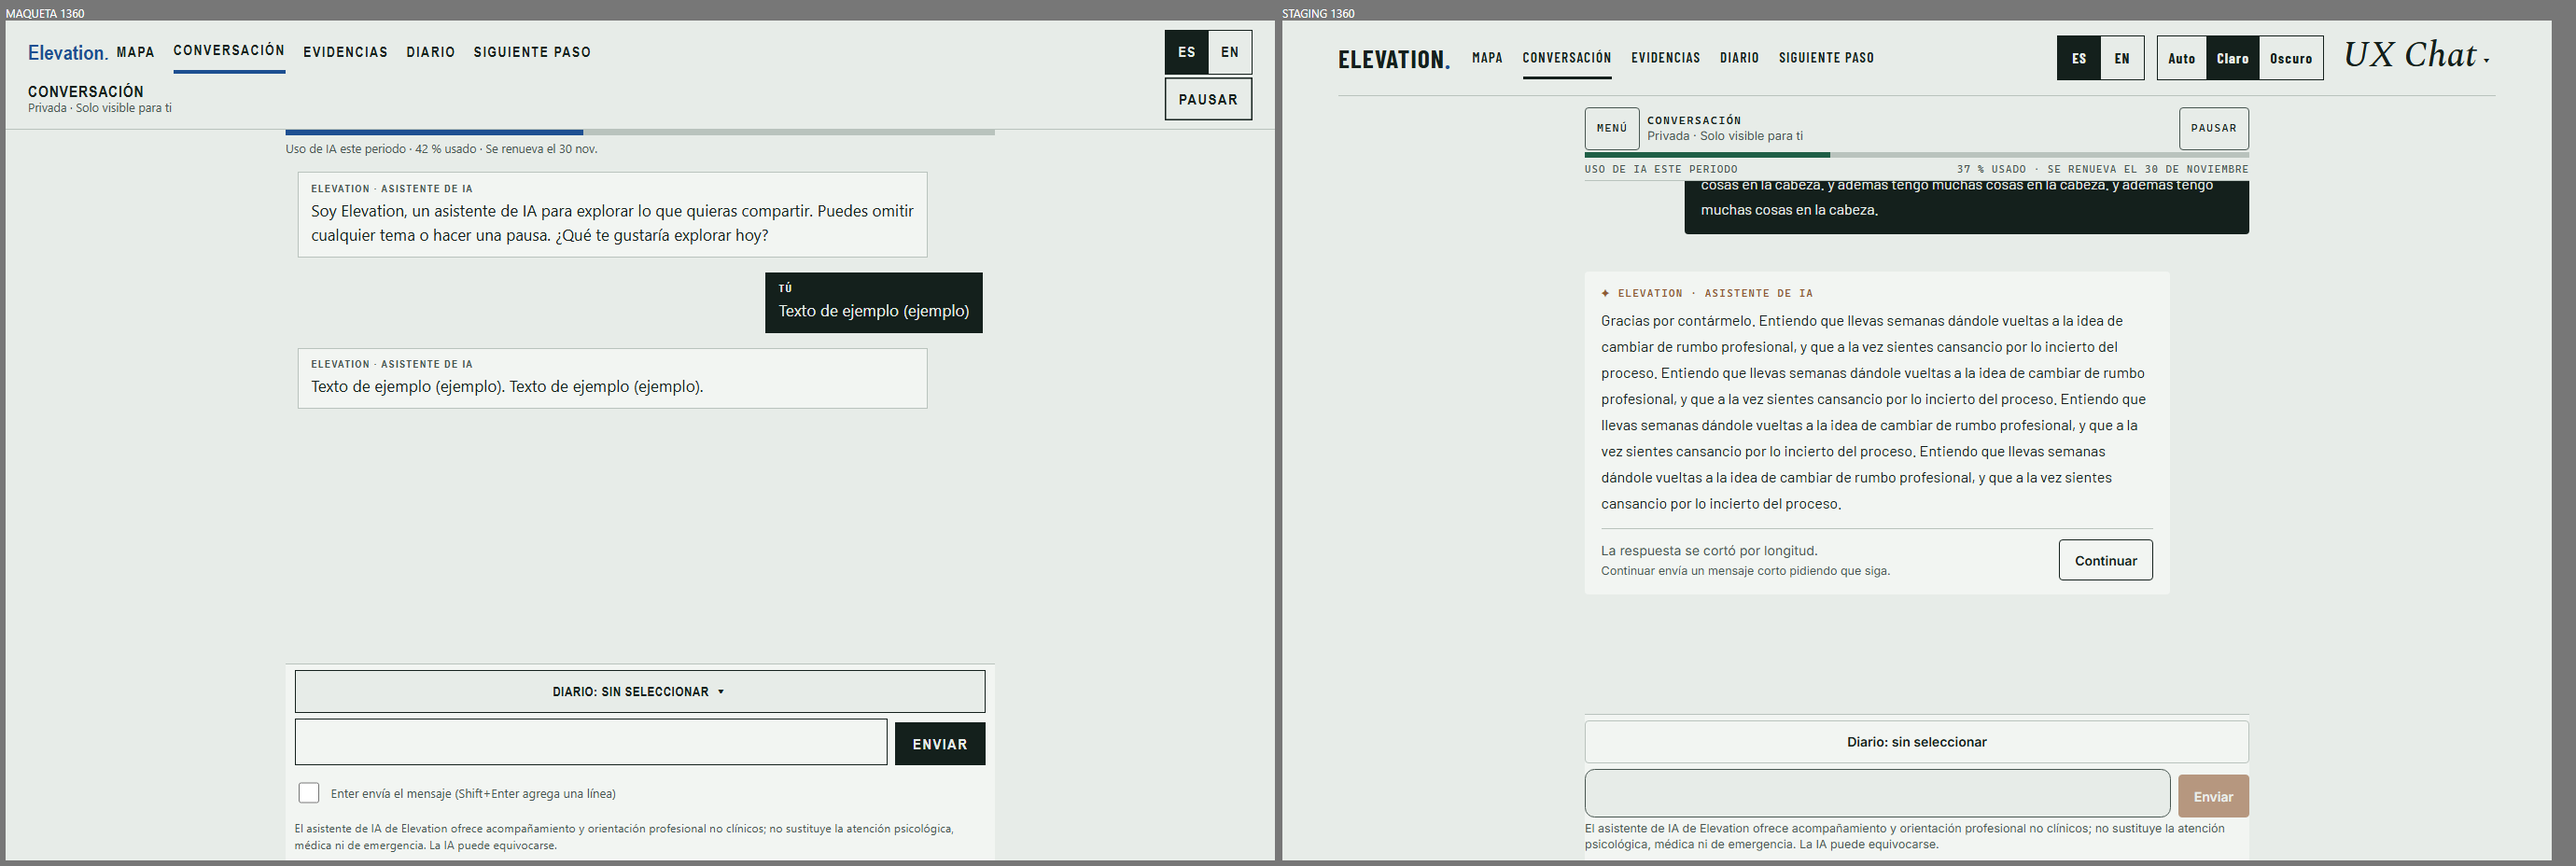 MAQUETA 1360
Elevation. MAPA CONVERSACIÓN EVIDENCIAS DIARIO SIGUIENTE PASO ES EN
CONVERSACIÓN
Privada · Solo visible para ti
PAUSAR
Uso de IA este periodo · 42 % usado · Se renueva el 30 nov.
ELEVATION · ASISTENTE DE IA
Soy Elevation, un asistente de IA para explorar lo que quieras compartir. Puedes omitir
cualquier tema o hacer una pausa. ¿Qué te gustaría explorar hoy?
TÚ
Texto de ejemplo (ejemplo)
ELEVATION · ASISTENTE DE IA
Texto de ejemplo (ejemplo). Texto de ejemplo (ejemplo).
DIARIO: SIN SELECCIONAR ▾
ENVIAR
Enter envía el mensaje (Shift+Enter agrega una línea)
El asistente de IA de Elevation ofrece acompañamiento y orientación profesional no clínicos; no sustituye la atención psicológica,
médica ni de emergencia. La IA puede equivocarse.
STAGING 1360
ELEVATION. MAPA CONVERSACIÓN EVIDENCIAS DIARIO SIGUIENTE PASO ES EN Auto Claro Oscuro UX Chat ▾
MENÚ
CONVERSACIÓN
Privada · Solo visible para ti
PAUSAR
USO DE IA ESTE PERIODO 37 % USADO · SE RENUEVA EL 30 DE NOVIEMBRE
cosas en la cabeza. y además tengo muchas cosas en la cabeza. y además tengo
muchas cosas en la cabeza.
✦ ELEVATION · ASISTENTE DE IA
Gracias por contármelo. Entiendo que llevas semanas dándole vueltas a la idea de
cambiar de rumbo profesional, y que a la vez sientes cansancio por lo incierto del
proceso. Entiendo que llevas semanas dándole vueltas a la idea de cambiar de rumbo
profesional, y que a la vez sientes cansancio por lo incierto del proceso. Entiendo que
llevas semanas dándole vueltas a la idea de cambiar de rumbo profesional, y que a la
vez sientes cansancio por lo incierto del proceso. Entiendo que llevas semanas
dándole vueltas a la idea de cambiar de rumbo profesional, y que a la vez sientes
cansancio por lo incierto del proceso.
La respuesta se cortó por longitud.
Continuar envía un mensaje corto pidiendo que siga.
Continuar
Diario: sin seleccionar
Enviar
El asistente de IA de Elevation ofrece acompañamiento y orientación profesional no clínicos; no sustituye la atención
psicológica, médica ni de emergencia. La IA puede equivocarse.